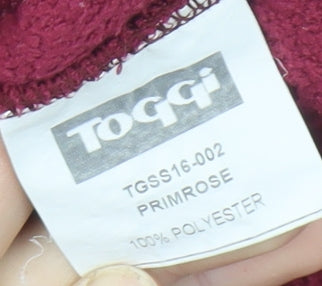 TOGGi
TGSS16-002
PRIMROSE
100% POLYESTER